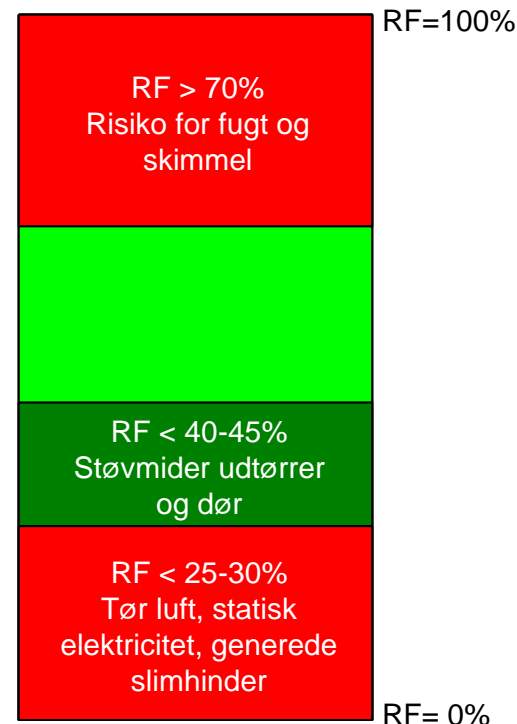 RF=100%
RF > 70%
Risiko for fugt og
skimmel
RF < 40-45%
Støvmider udtørrer
og dør
RF < 25-30%
Tør luft, statisk
elektricitet, generede
slimhinder
RF= 0%